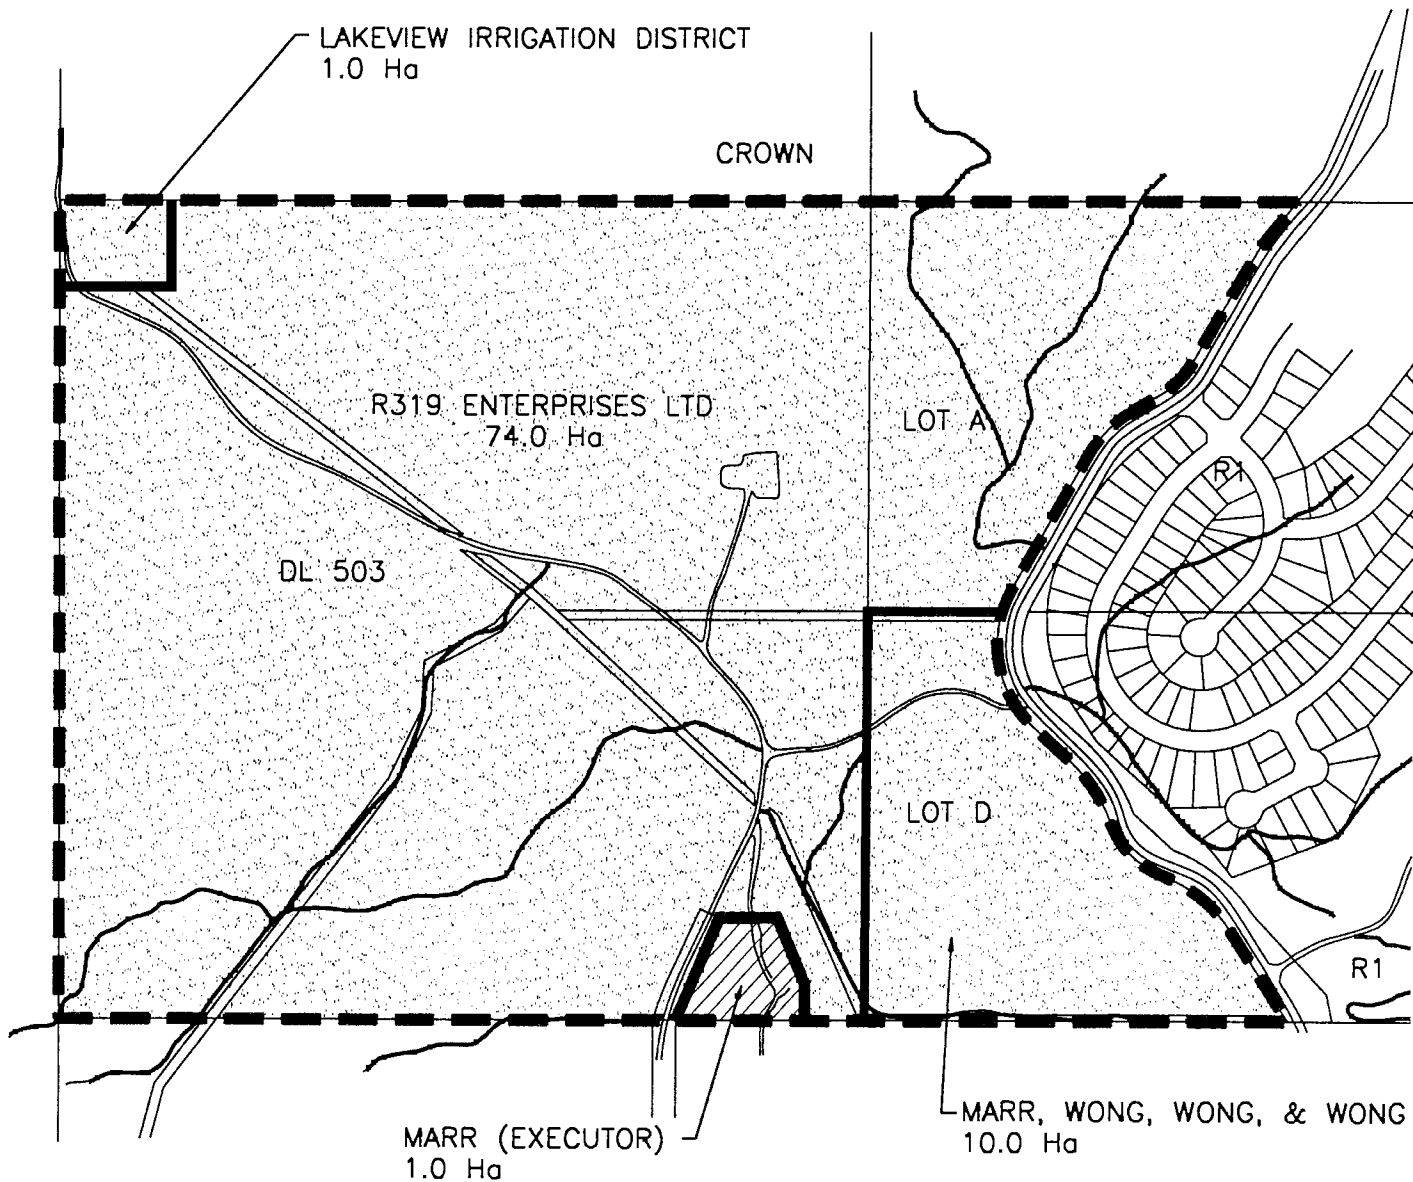 LAKEVIEW IRRIGATION DISTRICT
1.0 Ha
CROWN
R319 ENTERPRISES LTD
74.0 Ha
LOT A
R1
DL 503
LOT D
R1
MARR, WONG, WONG, & WONG
10.0 Ha
MARR (EXECUTOR)
1.0 Ha